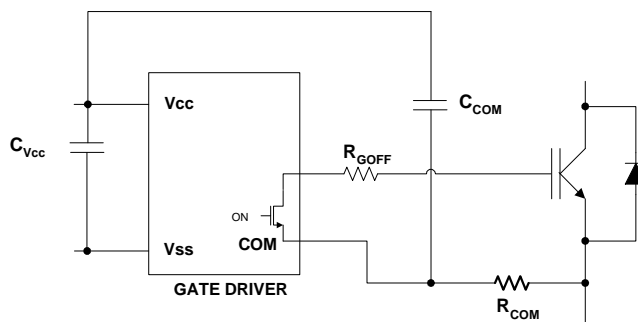 Vcc
C_COM
C_Vcc
R_GOFF
ON
COM
Vss
GATE DRIVER
R_COM